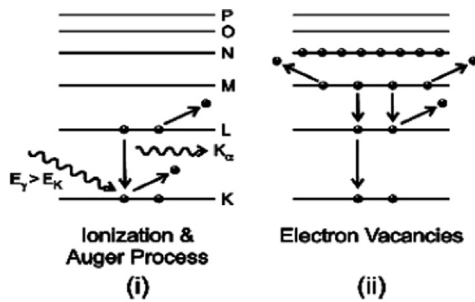 P
O
N
M
L
K
Kα
Eγ>EK
Ionization &
Auger Process
(i)
Electron Vacancies
(ii)